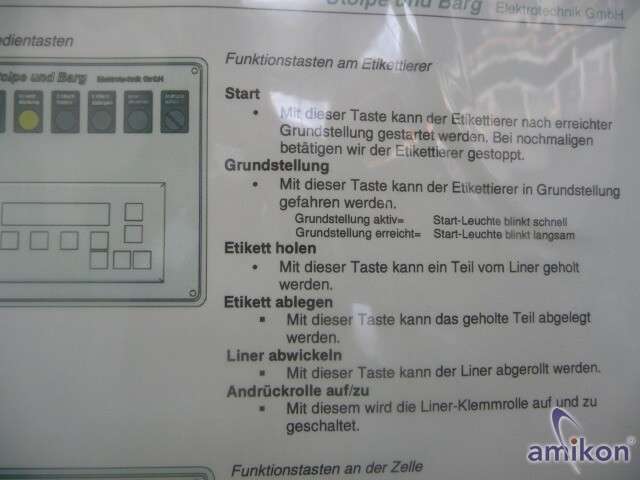 Stolpe und Barg Elektrotechnik GmbH
dientasten
Stolpe und Barg Elektrotechnik GmbH
Funktionstasten am Etikettierer
Start
• Mit dieser Taste kann der Etikettierer nach erreichter
Grundstellung gestartet werden. Bei nochmaligen
betätigen wir der Etikettierer gestoppt.
Grundstellung
• Mit dieser Taste kann der Etikettierer in Grundstellung
gefahren werden.
Grundstellung aktiv= Start-Leuchte blinkt schnell
Grundstellung erreicht= Start-Leuchte blinkt langsam
Etikett holen
• Mit dieser Taste kann ein Teil vom Liner geholt
werden.
Etikett ablegen
▪ Mit dieser Taste kann das geholte Teil abgelegt
werden.
Liner abwickeln
▪ Mit dieser Taste kann der Liner abgerollt werden.
Andrückrolle auf/zu
▪ Mit diesem wird die Liner-Klemmrolle auf und zu
geschaltet.
Funktionstasten an der Zelle
amikon